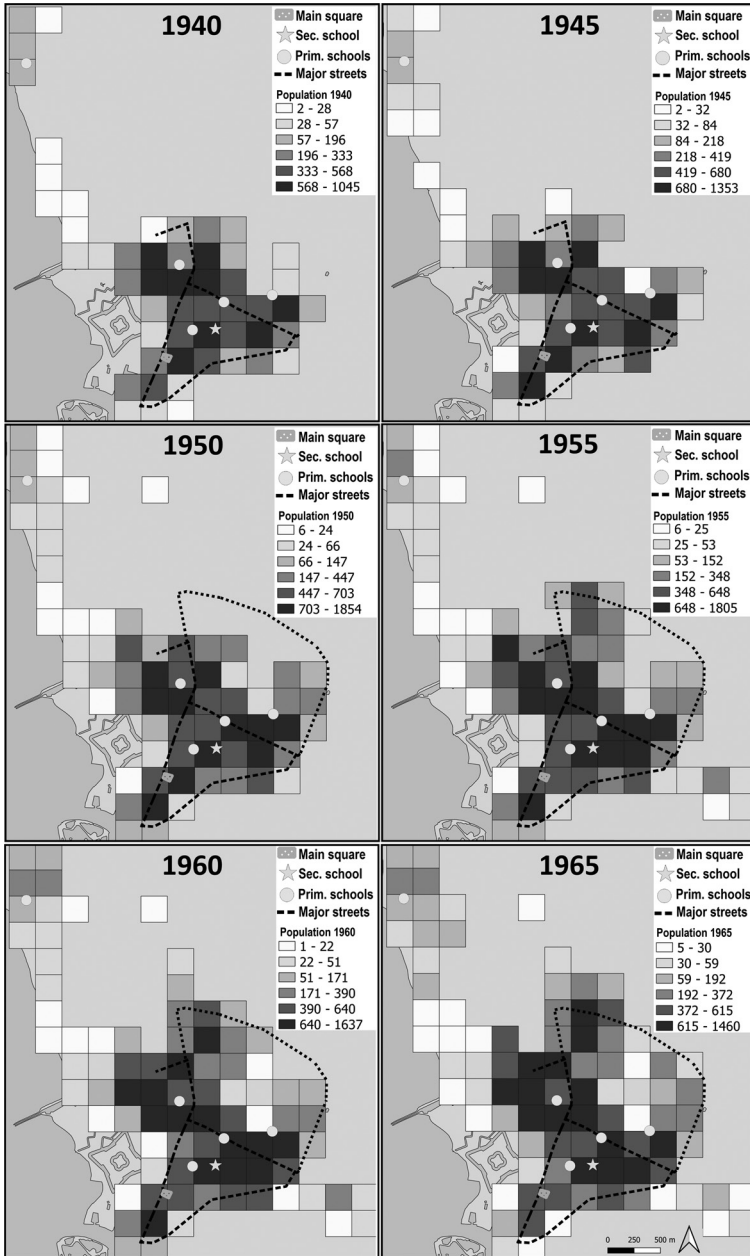 1940
Main square
Sec. school
Prim. schools
Major streets
Population 1940
2 - 28
28 - 57
57 - 196
196 - 333
333 - 568
568 - 1045
1945
Main square
Sec. school
Prim. schools
Major streets
Population 1945
2 - 32
32 - 84
84 - 218
218 - 419
419 - 680
680 - 1353
1950
Main square
Sec. school
Prim. schools
Major streets
Population 1950
6 - 24
24 - 66
66 - 147
147 - 447
447 - 703
703 - 1854
1955
Main square
Sec. school
Prim. schools
Major streets
Population 1955
6 - 25
25 - 53
53 - 152
152 - 348
348 - 648
648 - 1805
1960
Main square
Sec. school
Prim. schools
Major streets
Population 1960
1 - 22
22 - 51
51 - 171
171 - 390
390 - 640
640 - 1637
1965
Main square
Sec. school
Prim. schools
Major streets
Population 1965
5 - 30
30 - 59
59 - 192
192 - 372
372 - 615
615 - 1460
0 250 500 m